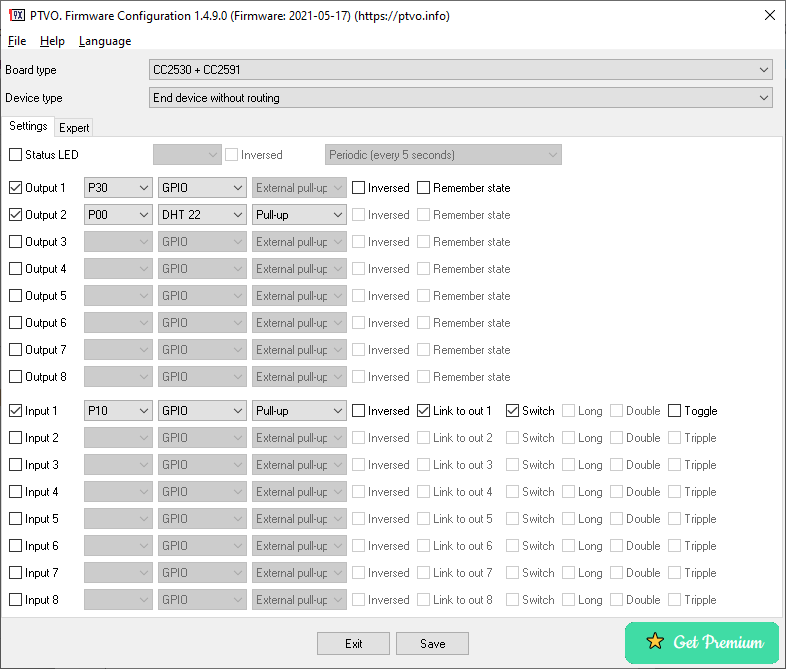 PTVO. Firmware Configuration 1.4.9.0 (Firmware: 2021-05-17) (https://ptvo.info)
File Help Language
Board type CC2530 + CC2591
Device type End device without routing
Settings Expert
Status LED Inversed Periodic (every 5 seconds)
Output 1 P30 GPIO External pull-up Inversed Remember state
Output 2 P00 DHT 22 Pull-up Inversed Remember state
Output 3 GPIO External pull-up Inversed Remember state
Output 4 GPIO External pull-up Inversed Remember state
Output 5 GPIO External pull-up Inversed Remember state
Output 6 GPIO External pull-up Inversed Remember state
Output 7 GPIO External pull-up Inversed Remember state
Output 8 GPIO External pull-up Inversed Remember state
Input 1 P10 GPIO Pull-up Inversed Link to out 1 Switch Long Double Toggle
Input 2 GPIO External pull-up Inversed Link to out 2 Switch Long Double Tripple
Input 3 GPIO External pull-up Inversed Link to out 3 Switch Long Double Tripple
Input 4 GPIO External pull-up Inversed Link to out 4 Switch Long Double Tripple
Input 5 GPIO External pull-up Inversed Link to out 5 Switch Long Double Tripple
Input 6 GPIO External pull-up Inversed Link to out 6 Switch Long Double Tripple
Input 7 GPIO External pull-up Inversed Link to out 7 Switch Long Double Tripple
Input 8 GPIO External pull-up Inversed Link to out 8 Switch Long Double Tripple
Exit Save Get Premium